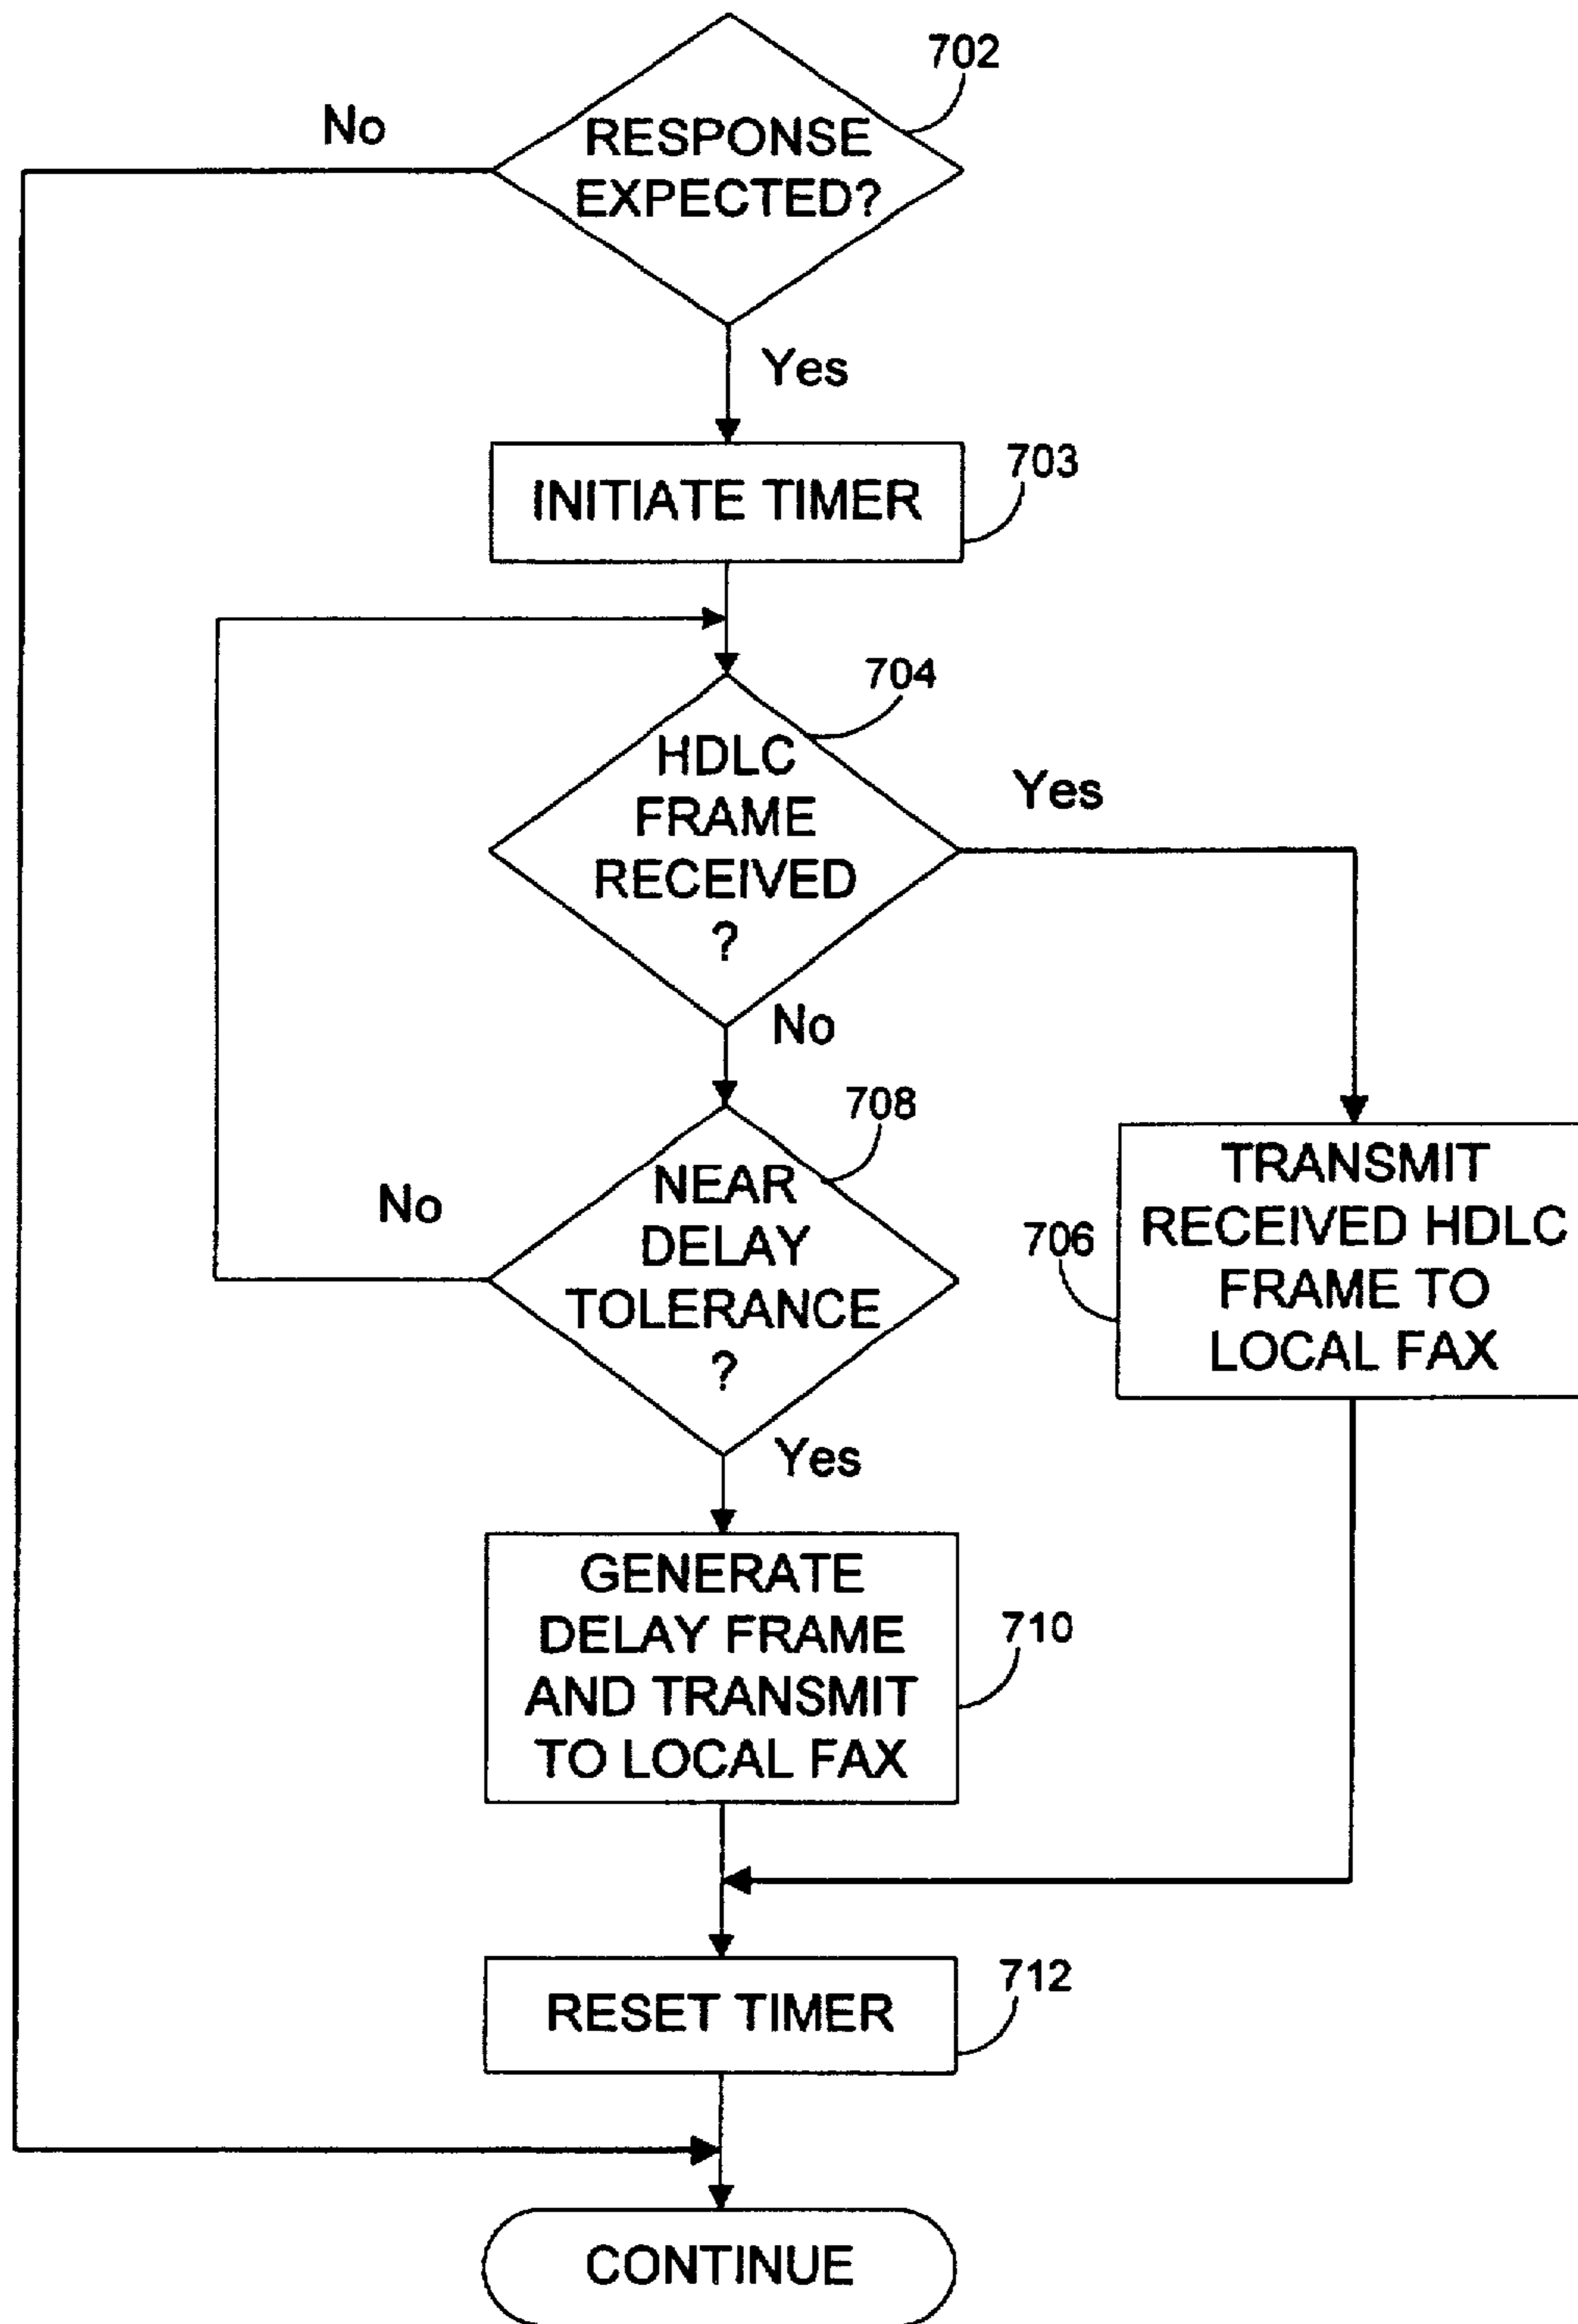 702
No
RESPONSE
EXPECTED?
Yes
703
INITIATE TIMER
704
HDLC
FRAME
RECEIVED
?
Yes
No
708
NEAR
DELAY
TOLERANCE
?
No
706
TRANSMIT
RECEIVED HDLC
FRAME TO
LOCAL FAX
Yes
GENERATE
DELAY FRAME
AND TRANSMIT
TO LOCAL FAX
710
712
RESET TIMER
CONTINUE